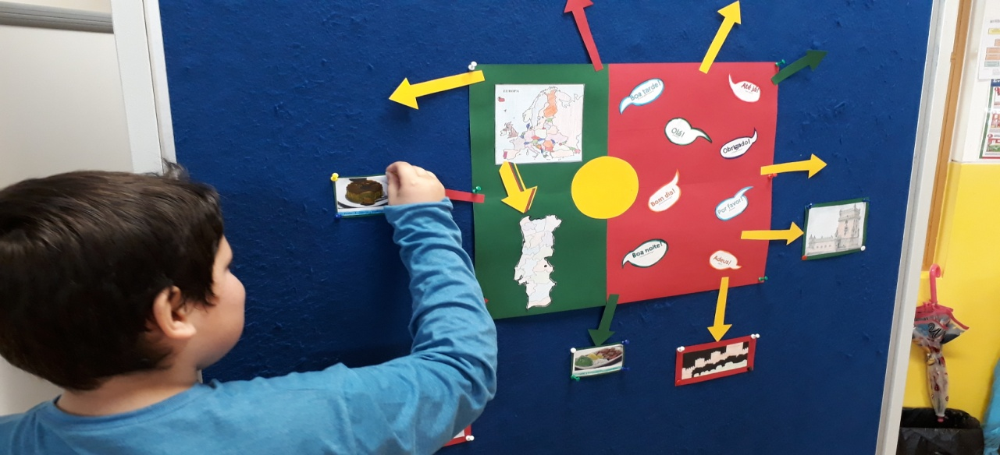 EUROPA
Boa tarde!
Até já!
Olá!
Obrigado!
Bom dia!
Por favor!
Boa noite!
Adeus!